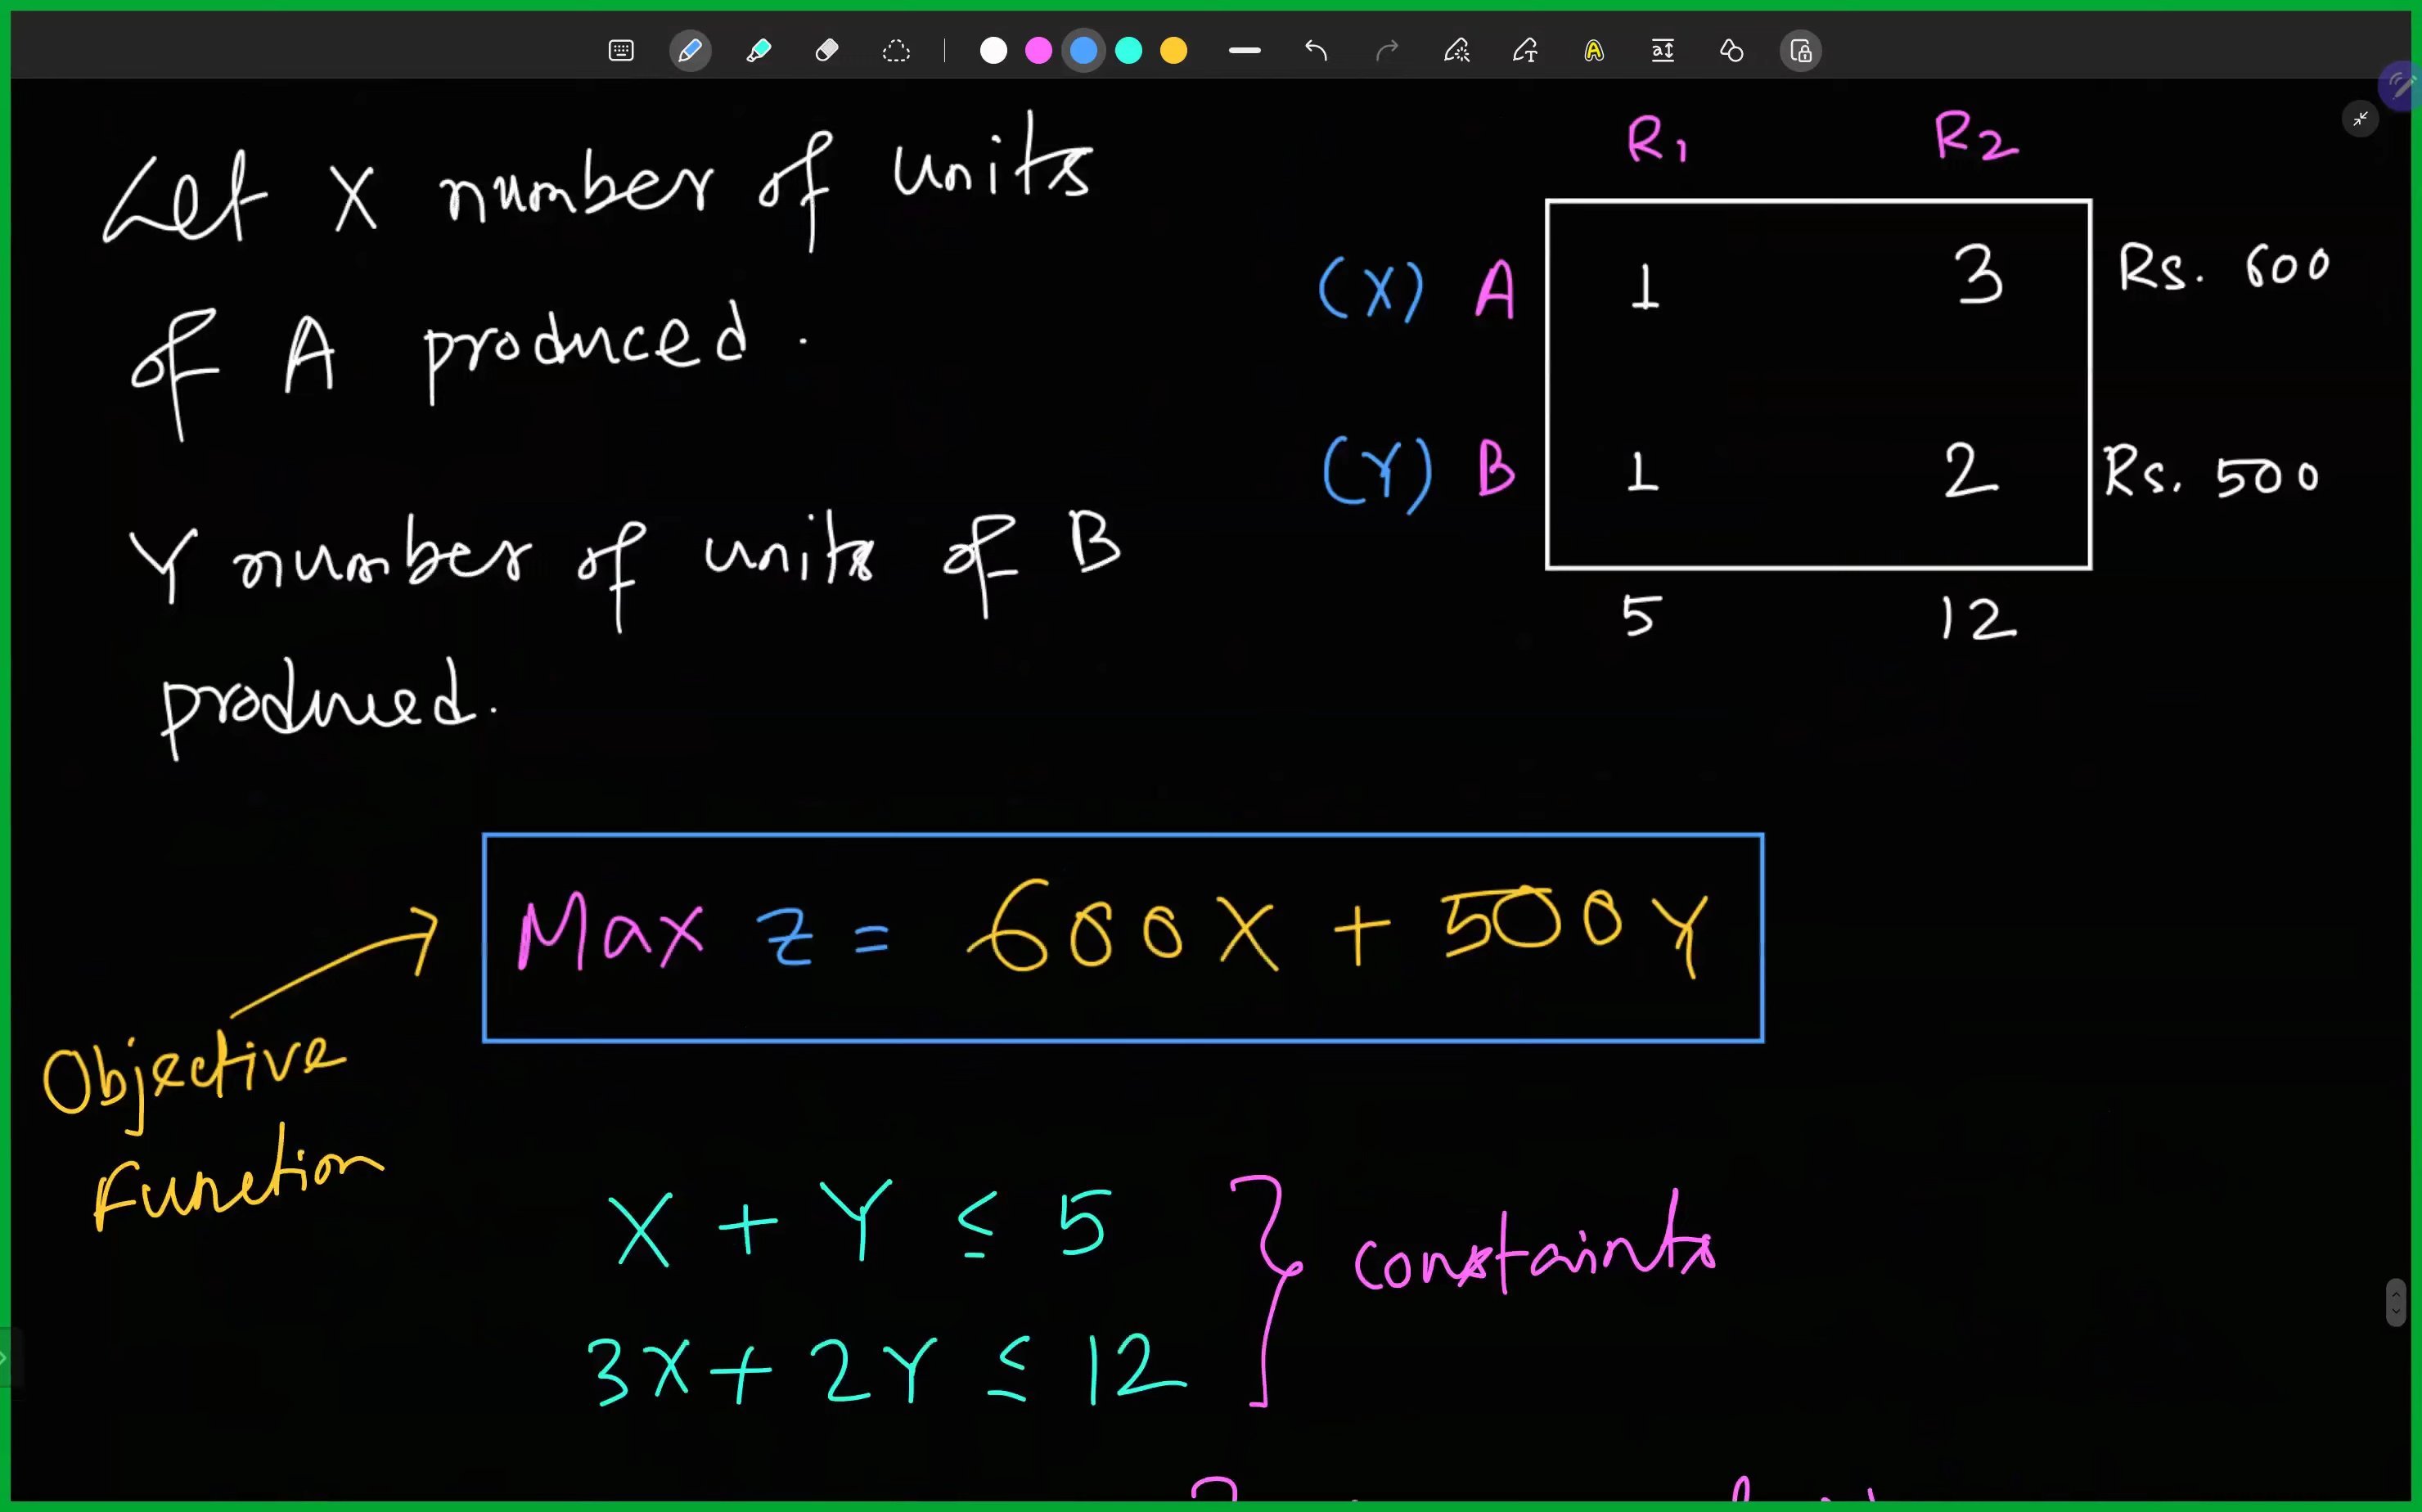 Let X number of units
of A produced.
Y number of units of B
produced.
R1 R2
(X) A 1 3 Rs. 600
(Y) B 1 2 Rs. 500
5 12
Max Z = 600X + 500Y
Objective
Function
X + Y ≤ 5
3X + 2Y ≤ 12
constaints